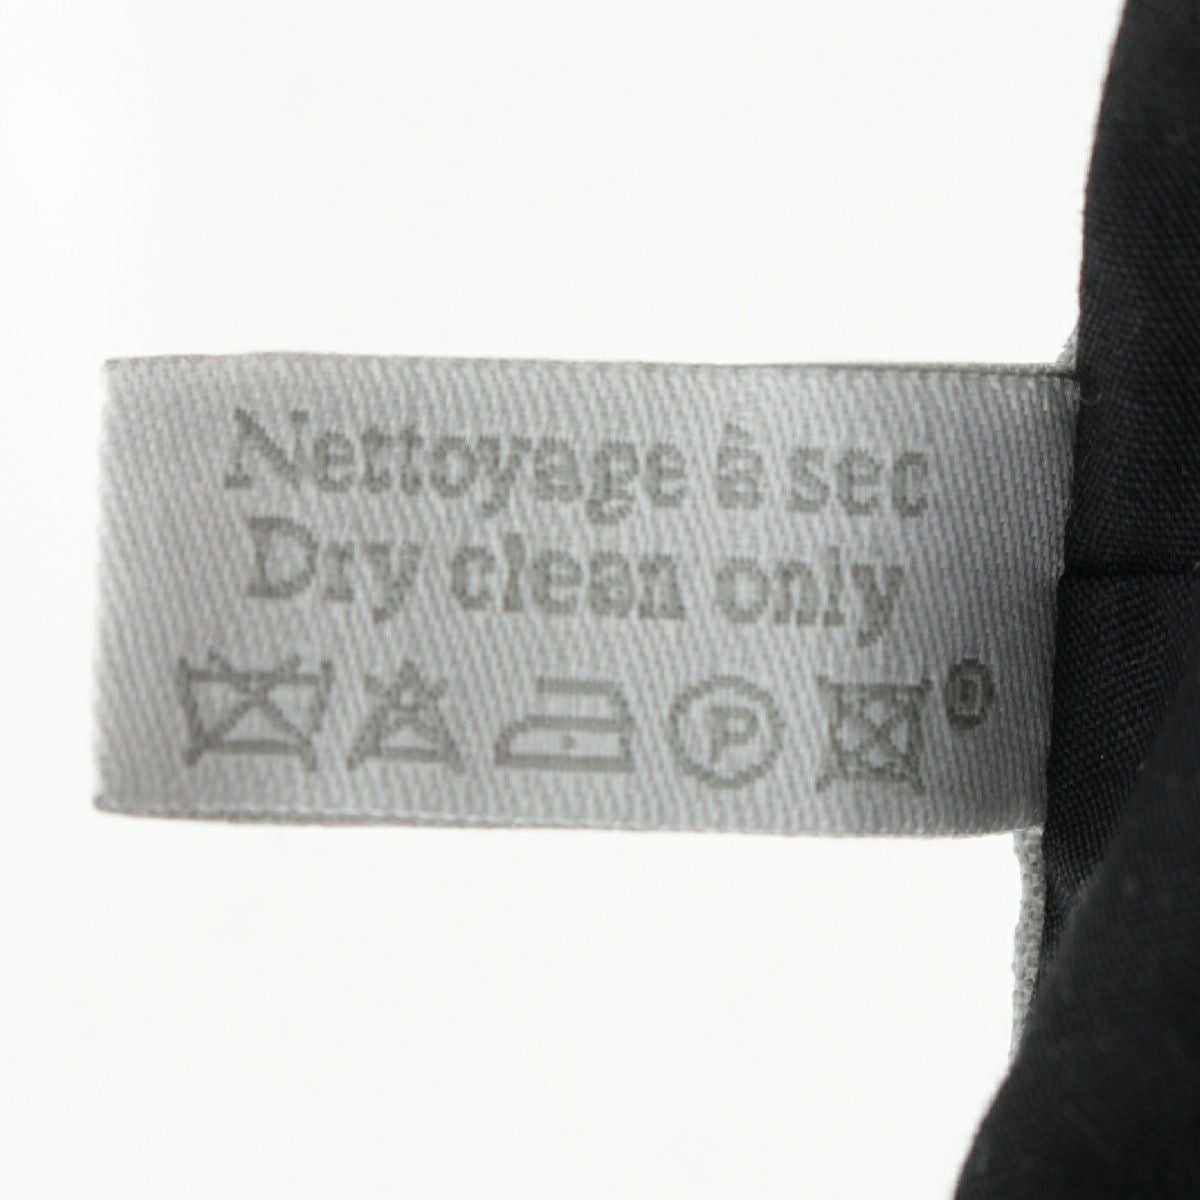 Nettoyage à sec
Dry clean only
P